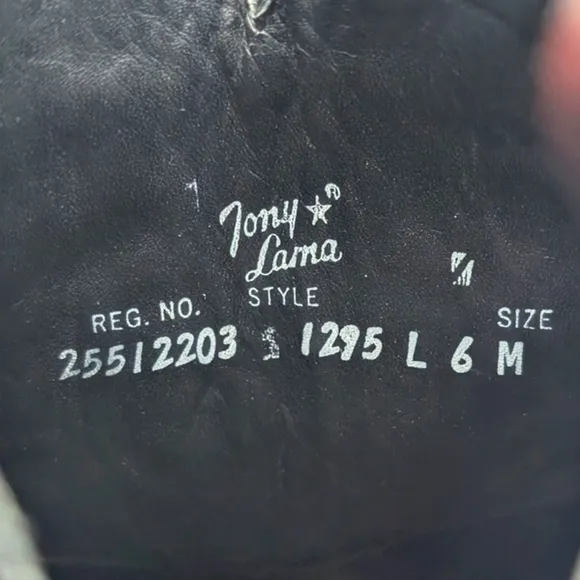 Tony ★®
Lama
REG. NO. STYLE SIZE
25512203 1295 L 6 M